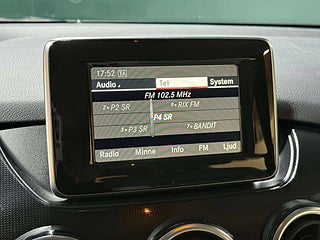 17:52 TA
Audio Tel System
FM 102.5 MHz
2 P2 SR 9 RIX FM
P4 SR
3 P3 SR 7 BANDIT
Radio Minne Info FM Ljud